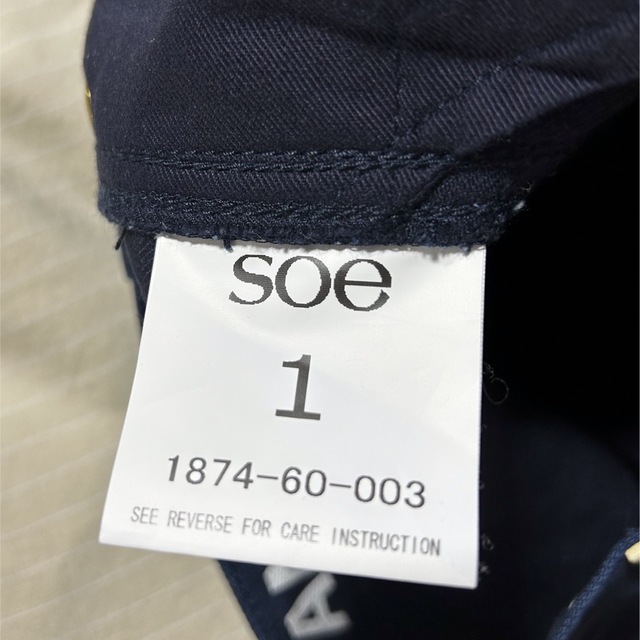 soe
1
1874-60-003
SEE REVERSE FOR CARE INSTRUCTION